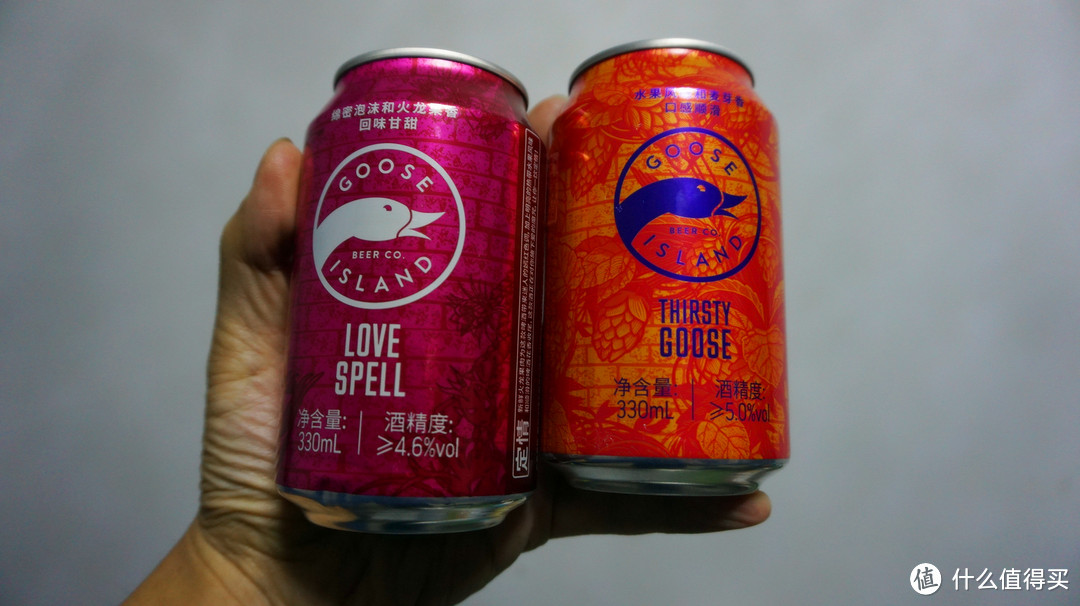 绵密泡沫和火龙果香
回味甘甜
GOOSE
BEER CO.
ISLAND
LOVE
SPELL
净含量:
330mL
酒精度:
≥4.6%vol
定情
口感顺滑
GOOSE
BEER CO.
ISLAND
THIRSTY
GOOSE
净含量:
330mL
酒精度:
≥5.0%vol
值 什么值得买